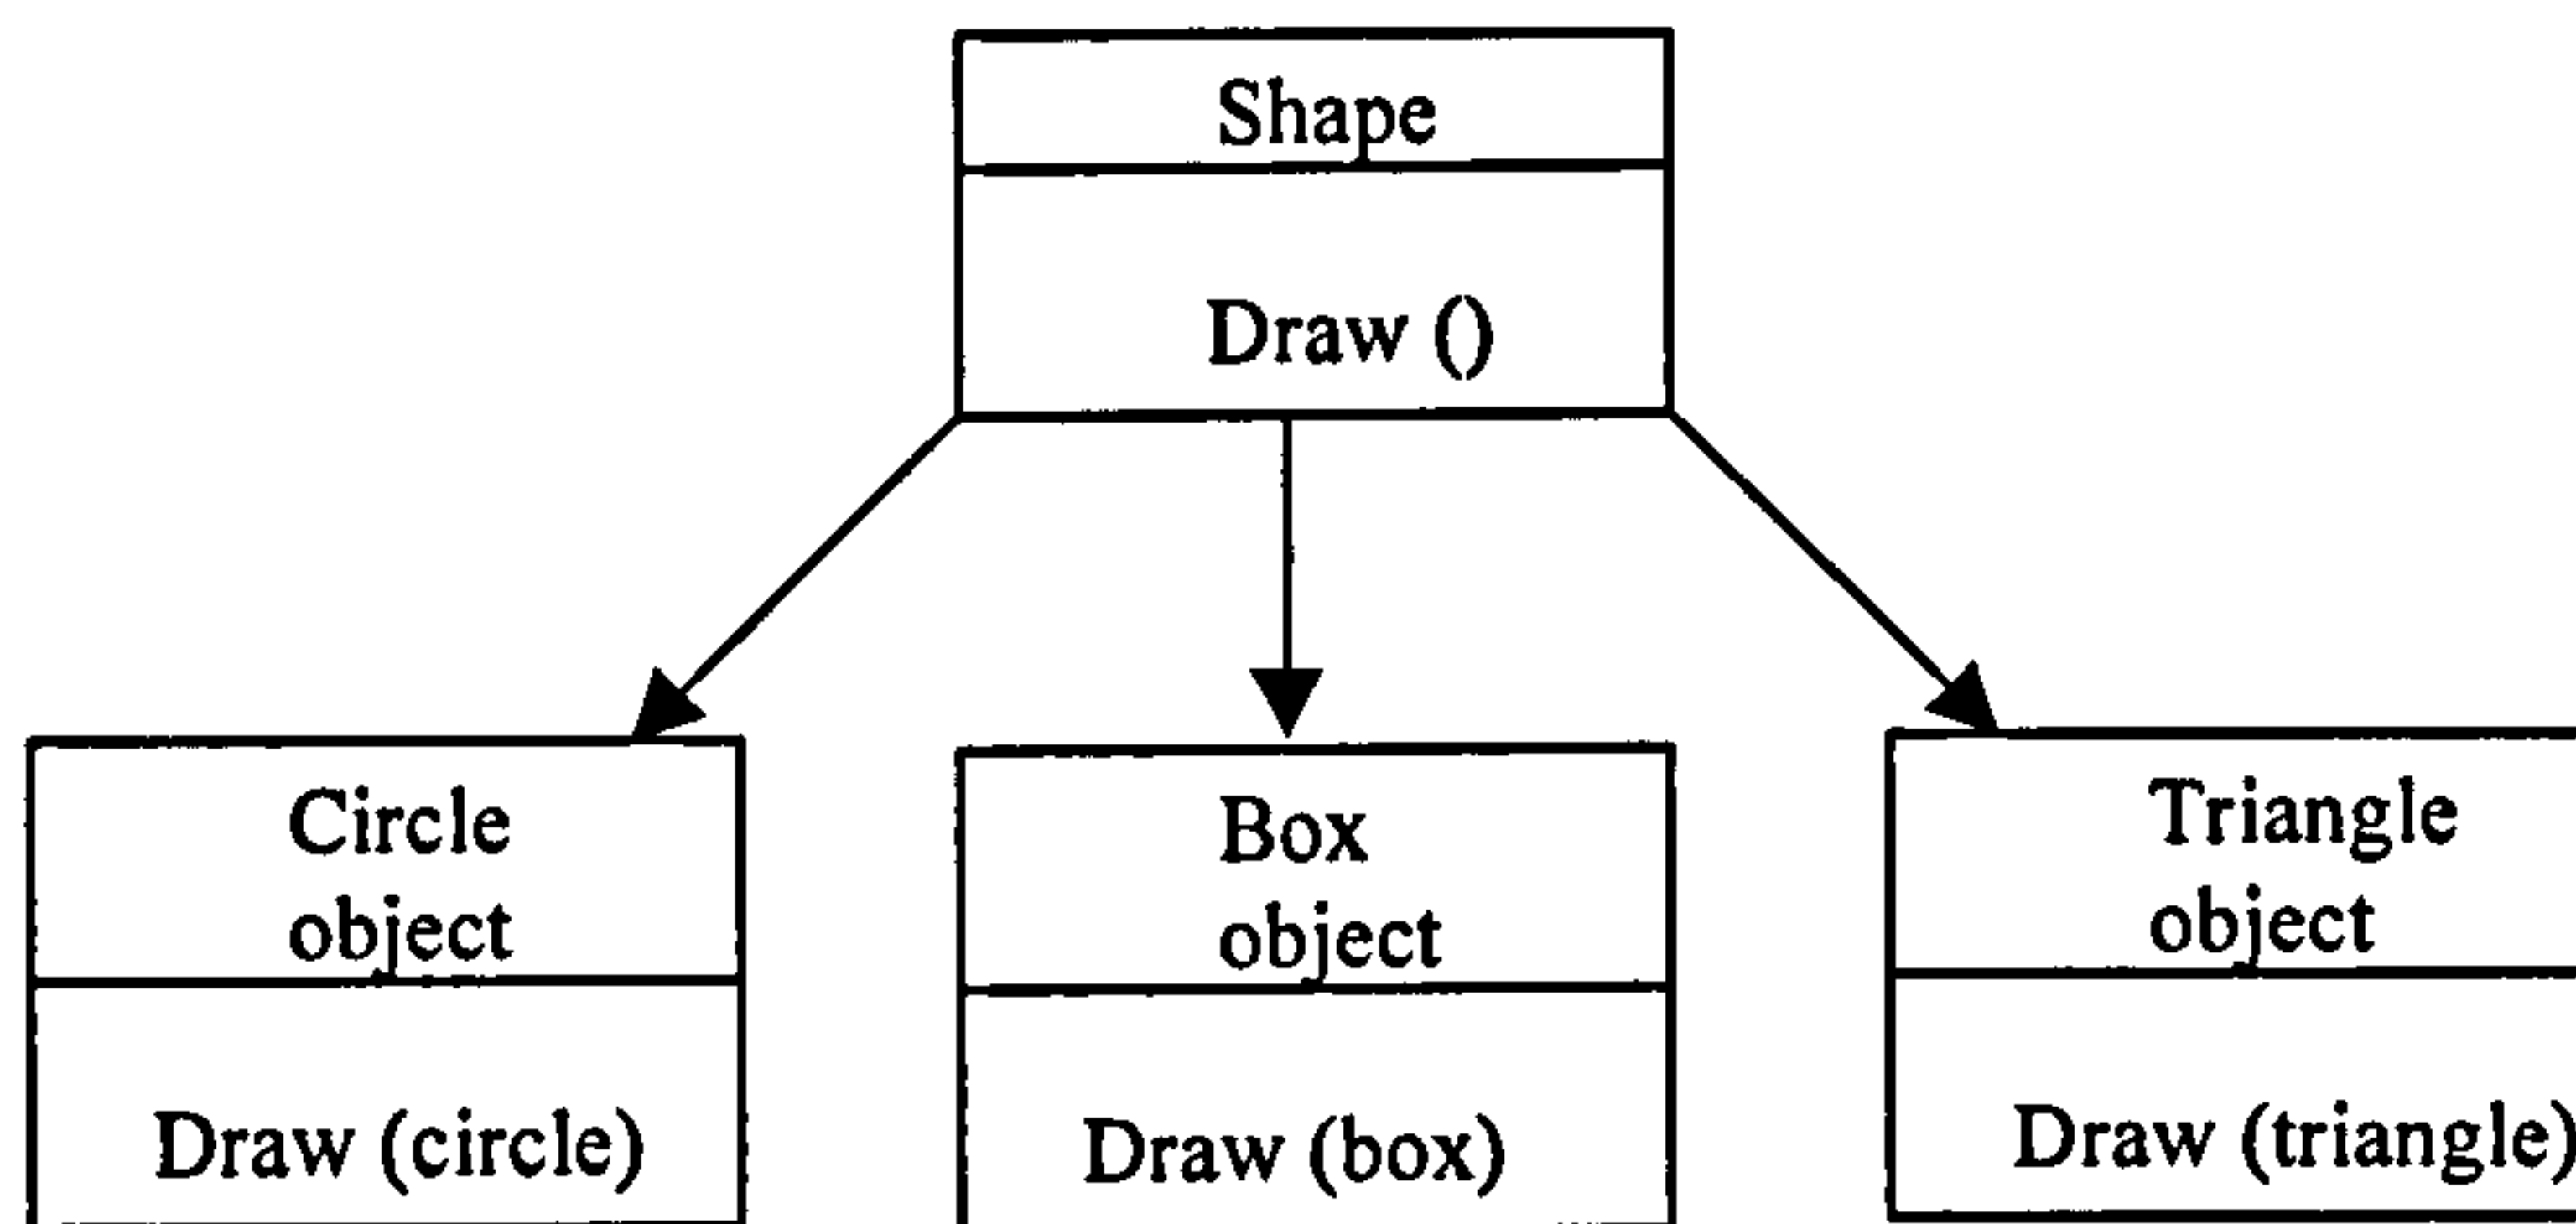 Shape
Draw ()
Circle
object
Draw (circle)
Box
object
Draw (box)
Triangle
object
Draw (triangle)